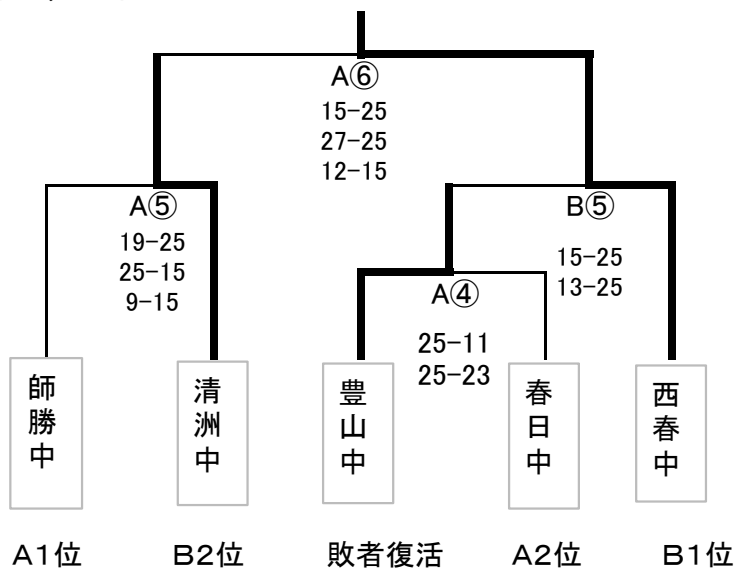 A⑥
15-25
27-25
12-15
A⑤
19-25
25-15
9-15
B⑤
15-25
13-25
A④
25-11
25-23
師勝中
清洲中
豊山中
春日中
西春中
A1位
B2位
敗者復活
A2位
B1位